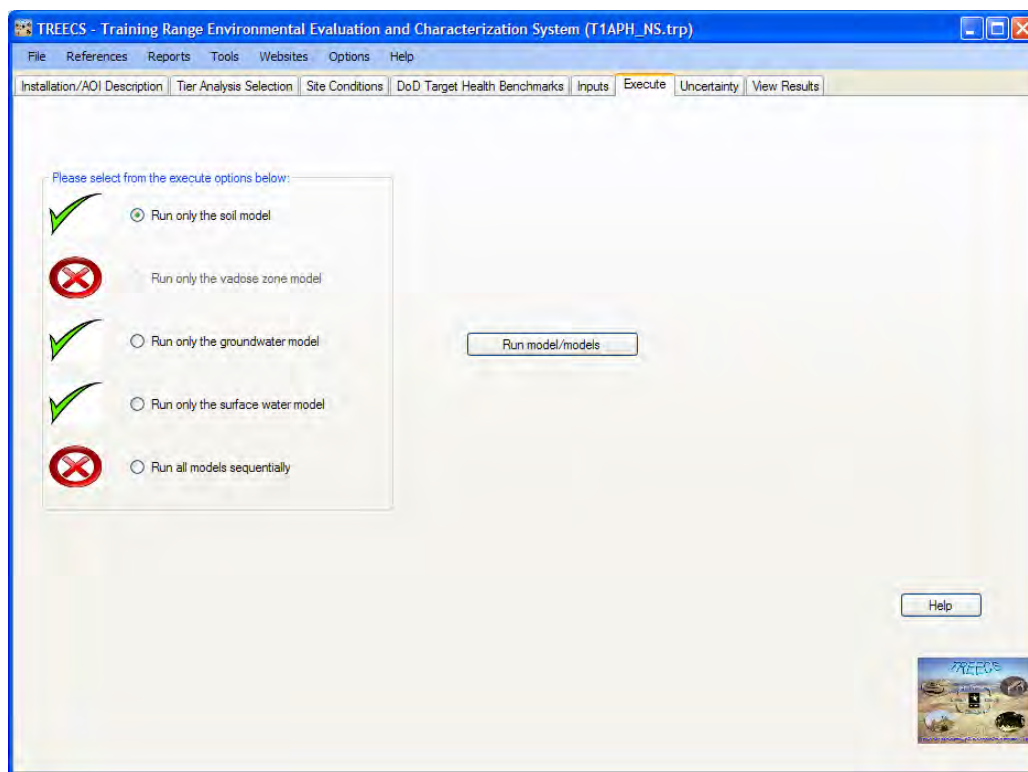 TREECS - Training Range Environmental Evaluation and Characterization System (T1APH_NS.trp)
File References Reports Tools Websites Options Help
Installation/AOI Description Tier Analysis Selection Site Conditions DoD Target Health Benchmarks Inputs Execute Uncertainty View Results
Please select from the execute options below:
Run only the soil model
Run only the vadose zone model
Run only the groundwater model
Run model/models
Run only the surface water model
Run all models sequentially
Help
TREECS